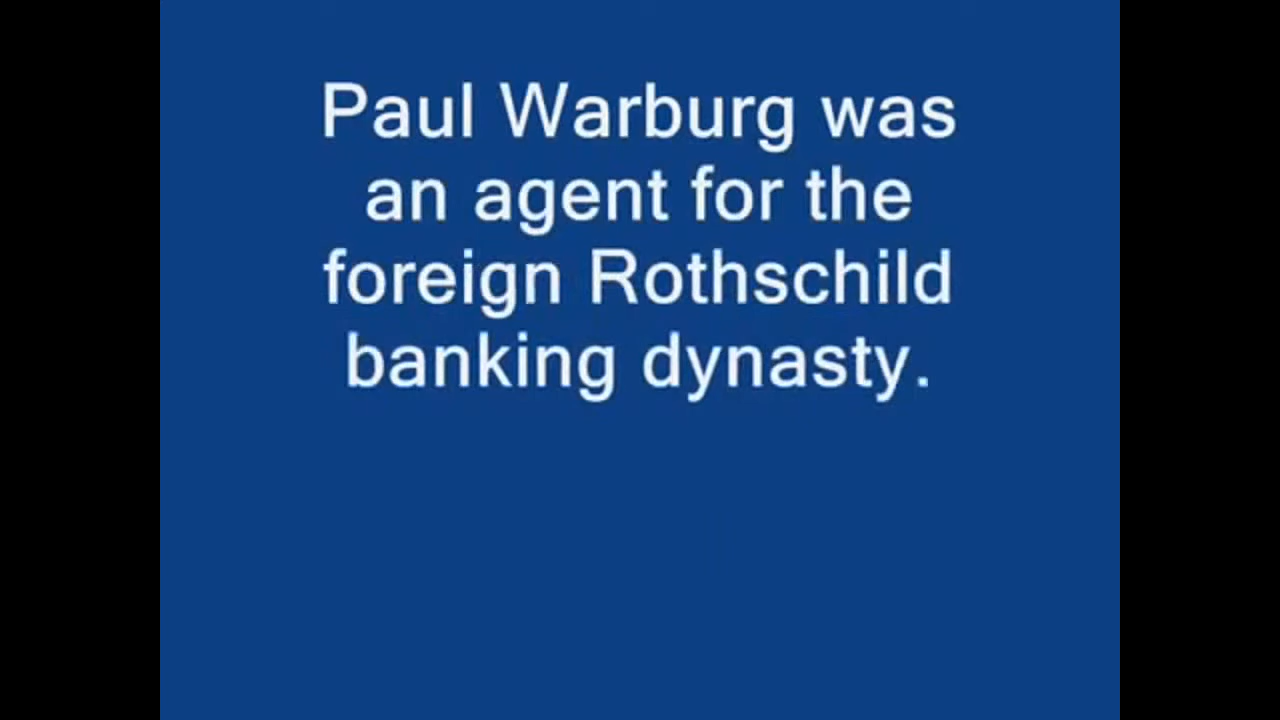 Paul Warburg was
an agent for the
foreign Rothschild
banking dynasty.